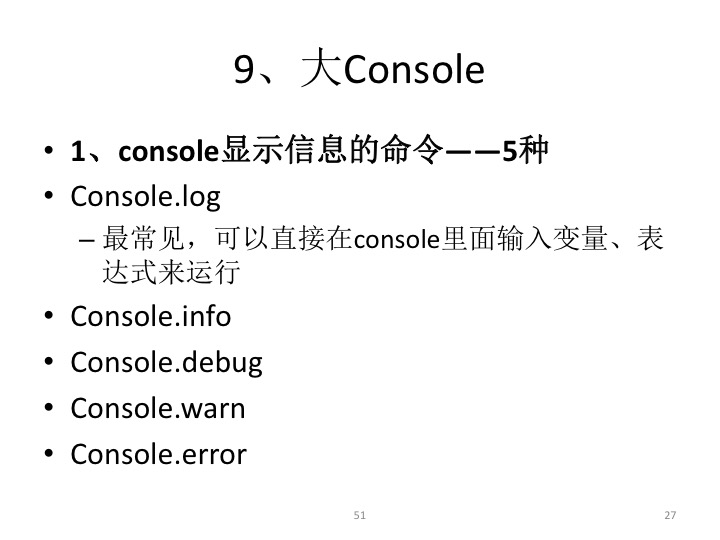 9、大Console
• 1、console显示信息的命令——5种
• Console.log
– 最常见，可以直接在console里面输入变量、表
达式来运行
• Console.info
• Console.debug
• Console.warn
• Console.error
51
27